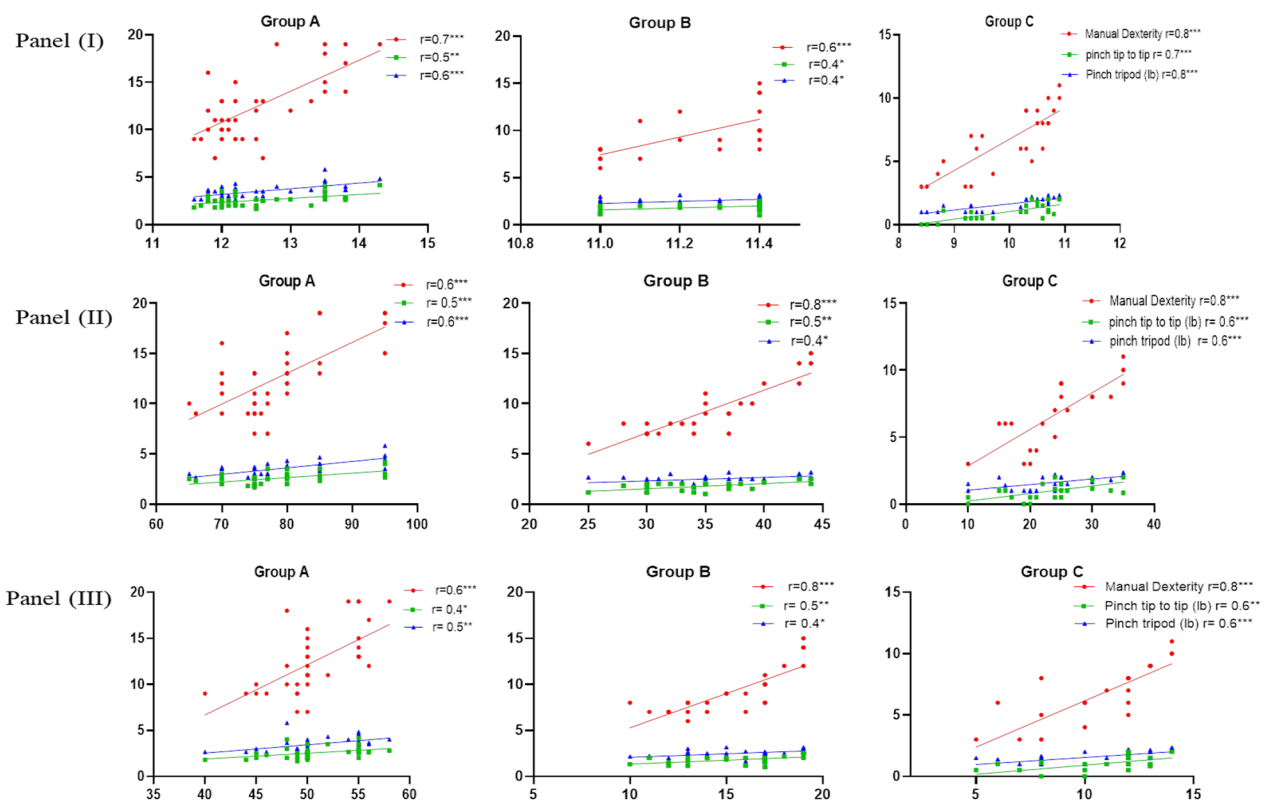 Panel (I)
Group A
r=0.7***
r=0.5**
r=0.6***
20
15
10
5
0
11 12 13 14 15
Group B
r=0.6***
r=0.4*
r=0.4*
20
15
10
5
0
10.8 11.0 11.2 11.4
Group C
Manual Dexterity r=0.8***
pinch tip to tip r= 0.7***
Pinch tripod (lb) r=0.8***
15
10
5
0
8 9 10 11 12
Panel (II)
Group A
r=0.6***
r= 0.5***
r=0.6***
20
15
10
5
0
60 70 80 90 100
Group B
r=0.8***
r=0.5**
r=0.4*
20
15
10
5
0
20 25 30 35 40 45
Group C
Manual Dexterity r=0.8***
pinch tip to tip (lb) r= 0.6***
pinch tripod (lb) r= 0.6***
15
10
5
0
0 10 20 30 40
Panel (III)
Group A
r=0.6***
r= 0.4*
r= 0.5**
20
15
10
5
0
35 40 45 50 55 60
Group B
r=0.8***
r= 0.5**
r= 0.4*
20
15
10
5
0
5 10 15 20
Group C
Manual Dexterity r=0.8***
Pinch tip to tip (lb) r= 0.6**
Pinch tripod (lb) r= 0.6***
15
10
5
0
5 10 15